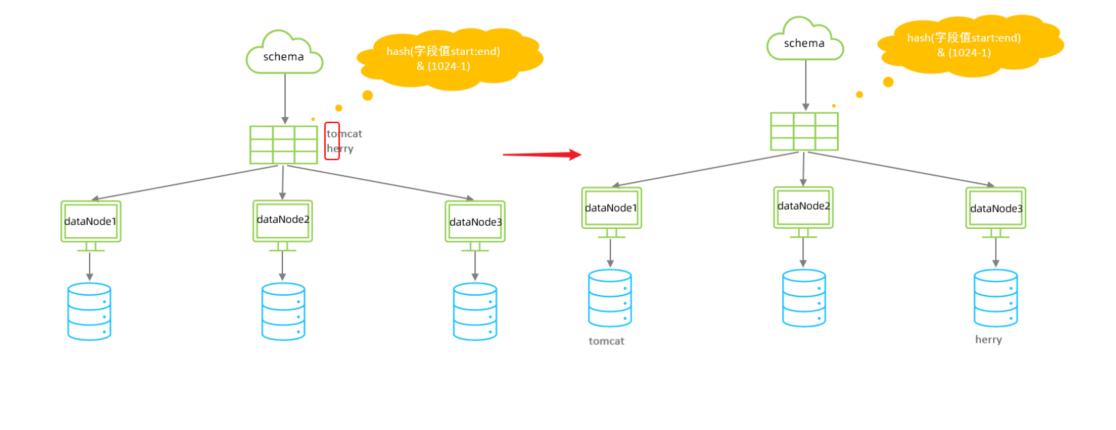 schema
hash(字段值start:end)
& (1024-1)
tomcat
herry
dataNode1
dataNode2
dataNode3
schema
hash(字段值start:end)
& (1024-1)
dataNode1
dataNode2
dataNode3
tomcat
herry